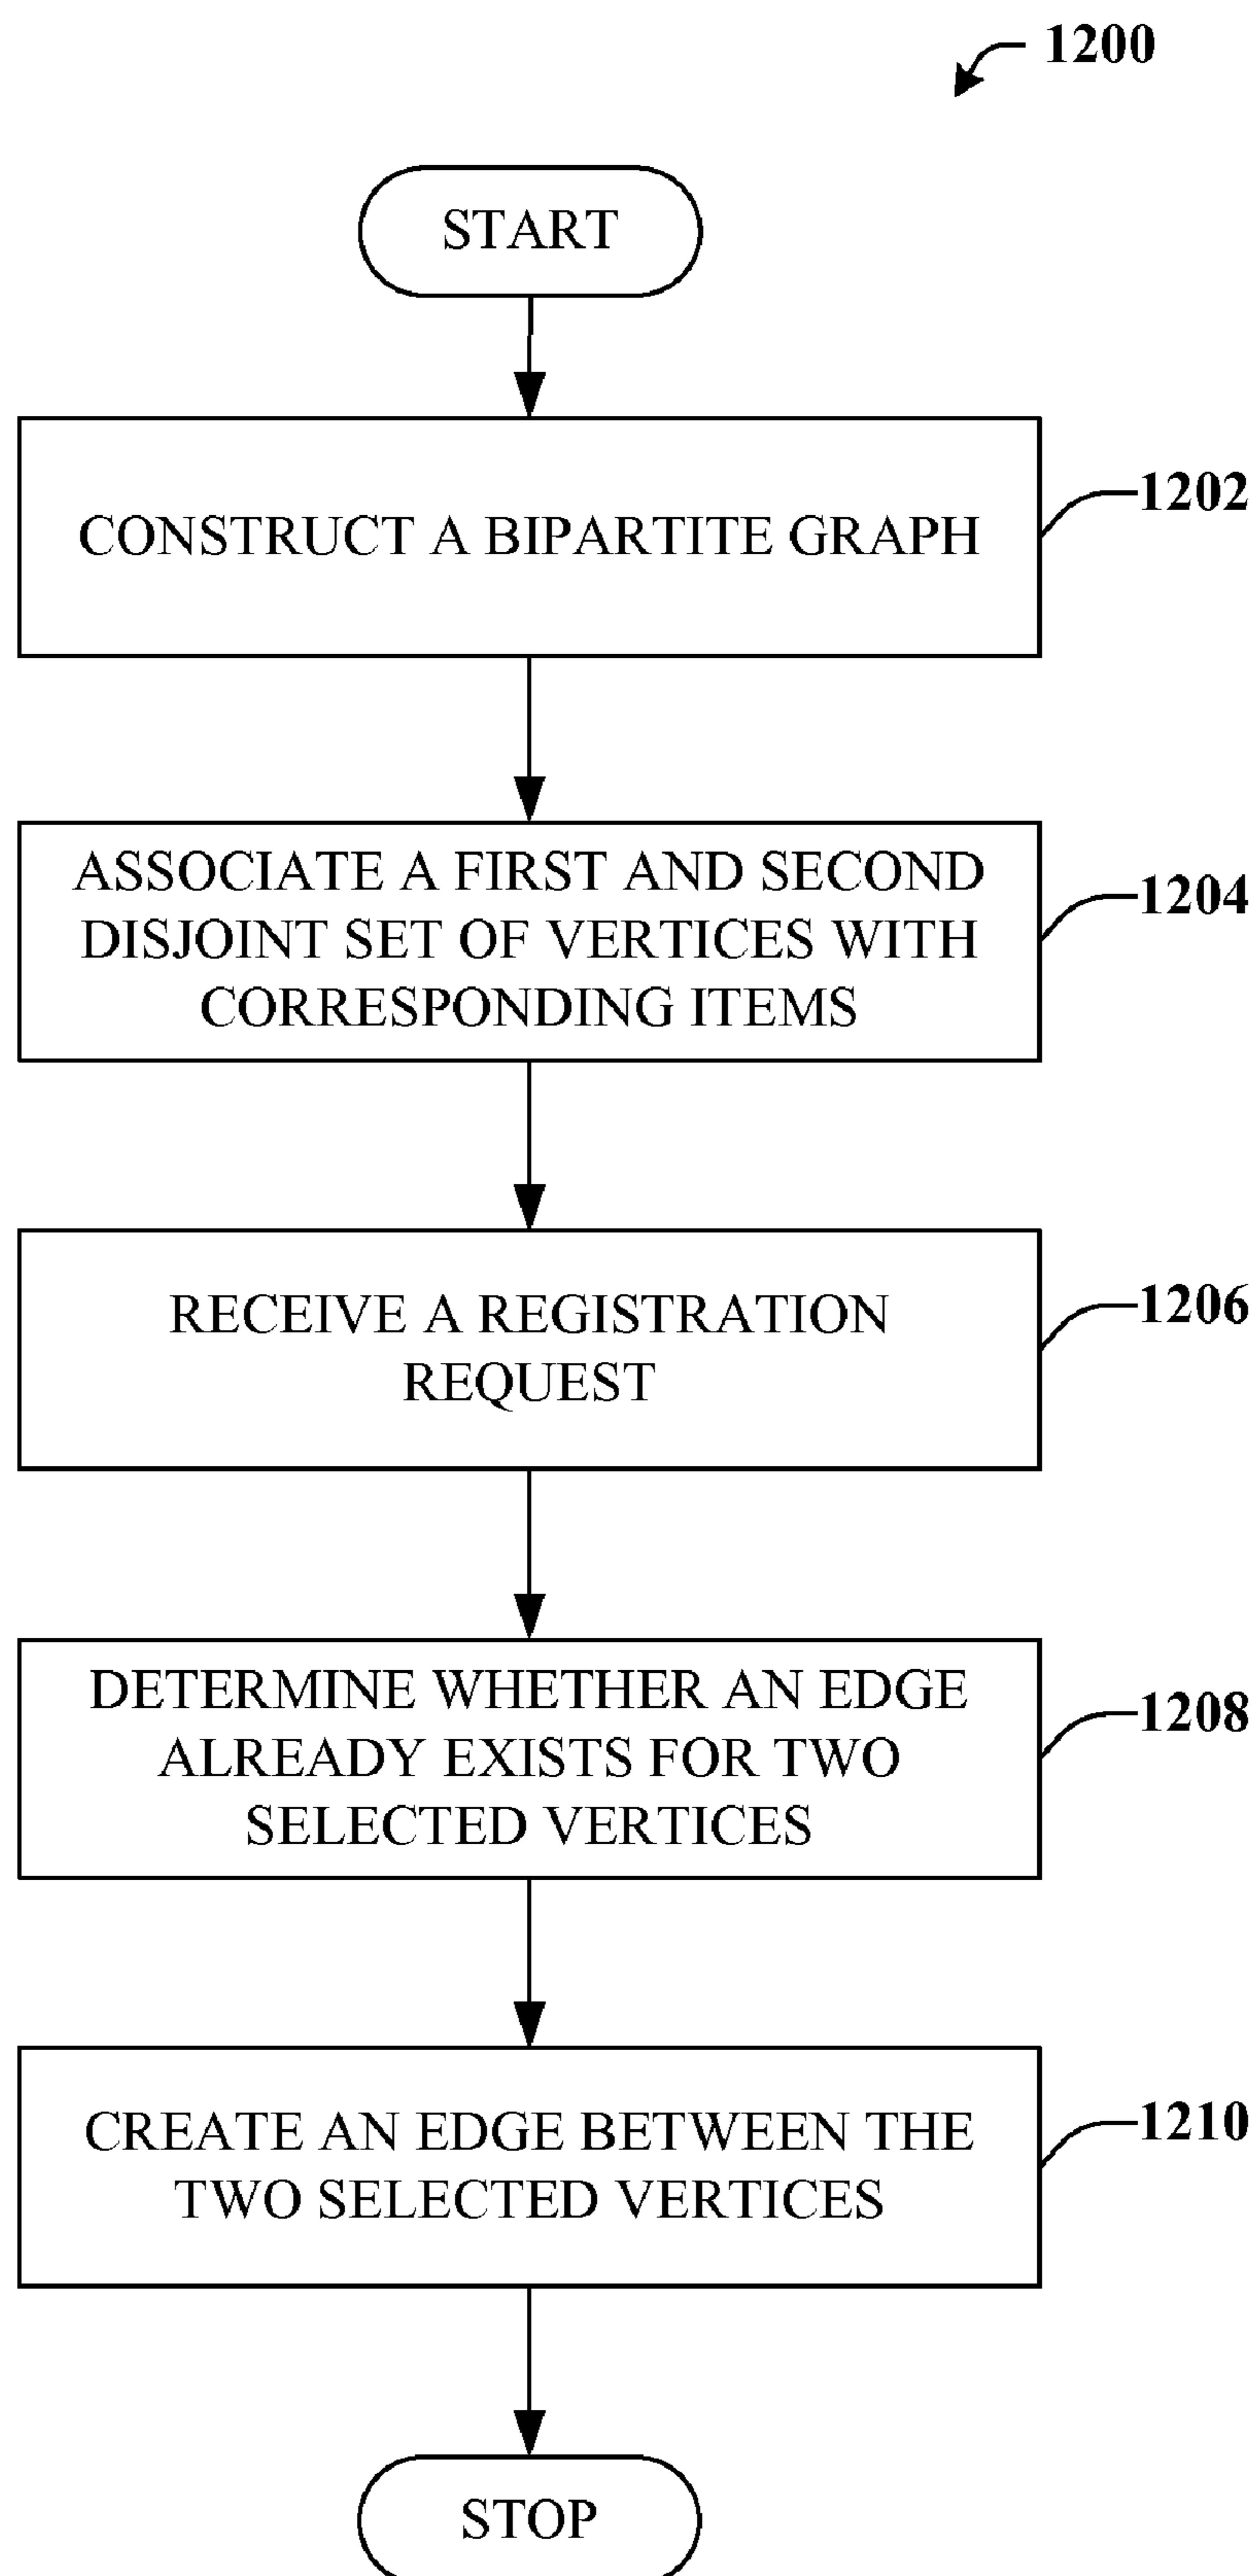 1200
START
CONSTRUCT A BIPARTITE GRAPH
1202
ASSOCIATE A FIRST AND SECOND
DISJOINT SET OF VERTICES WITH
CORRESPONDING ITEMS
1204
RECEIVE A REGISTRATION
REQUEST
1206
DETERMINE WHETHER AN EDGE
ALREADY EXISTS FOR TWO
SELECTED VERTICES
1208
CREATE AN EDGE BETWEEN THE
TWO SELECTED VERTICES
1210
STOP